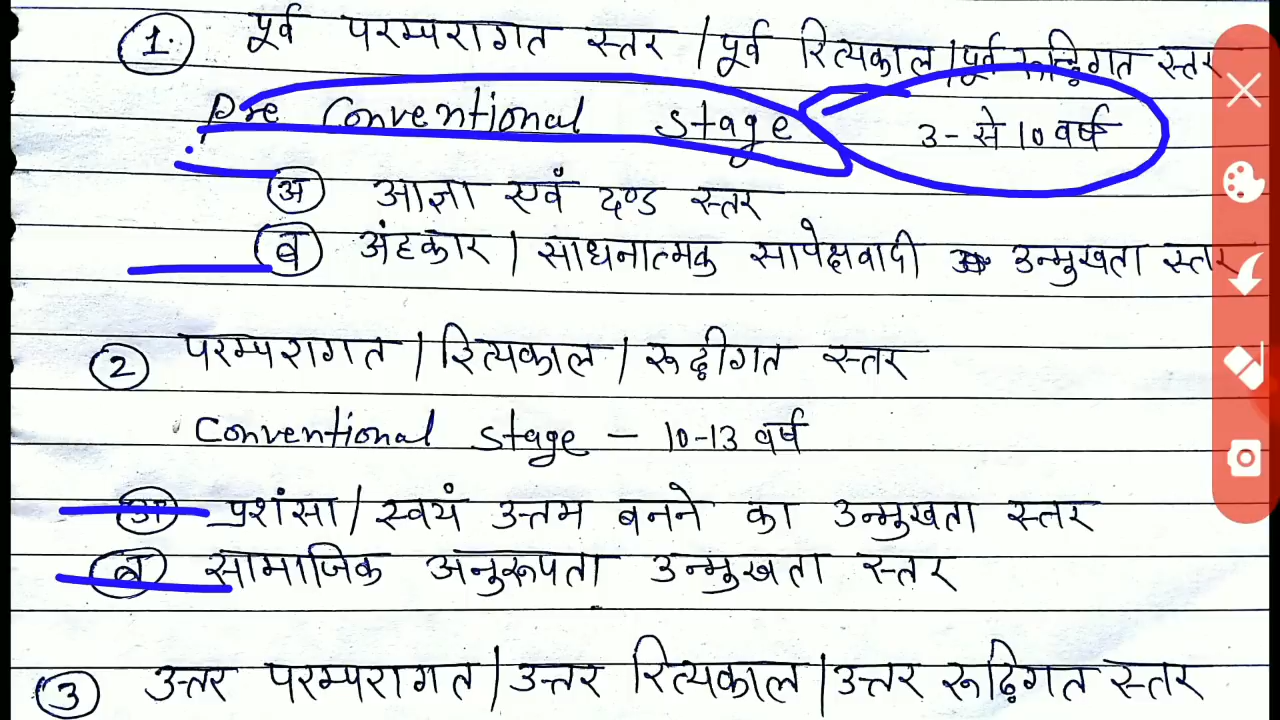 1. पूर्व परम्परागत स्तर / पूर्व रित्यकाल / पूर्व रूढ़िगत स्तर
Pre Conventional Stage 3- से 10 वर्ष
अ आज्ञा एवं दण्ड स्तर
ब अंहकार / साधनात्मक सापेक्षवादी उन्मुखता स्तर
2 परम्परागत / रित्यकाल / रूढ़ीगत स्तर
Conventional Stage - 10-13 वर्ष
अ प्रशंसा / स्वयं उत्तम बनने का उन्मुखता स्तर
ब सामाजिक अनुरूपता उन्मुखता स्तर
3 उत्तर परम्परागत / उत्तर रित्यकाल / उत्तर रूढ़िगत स्तर